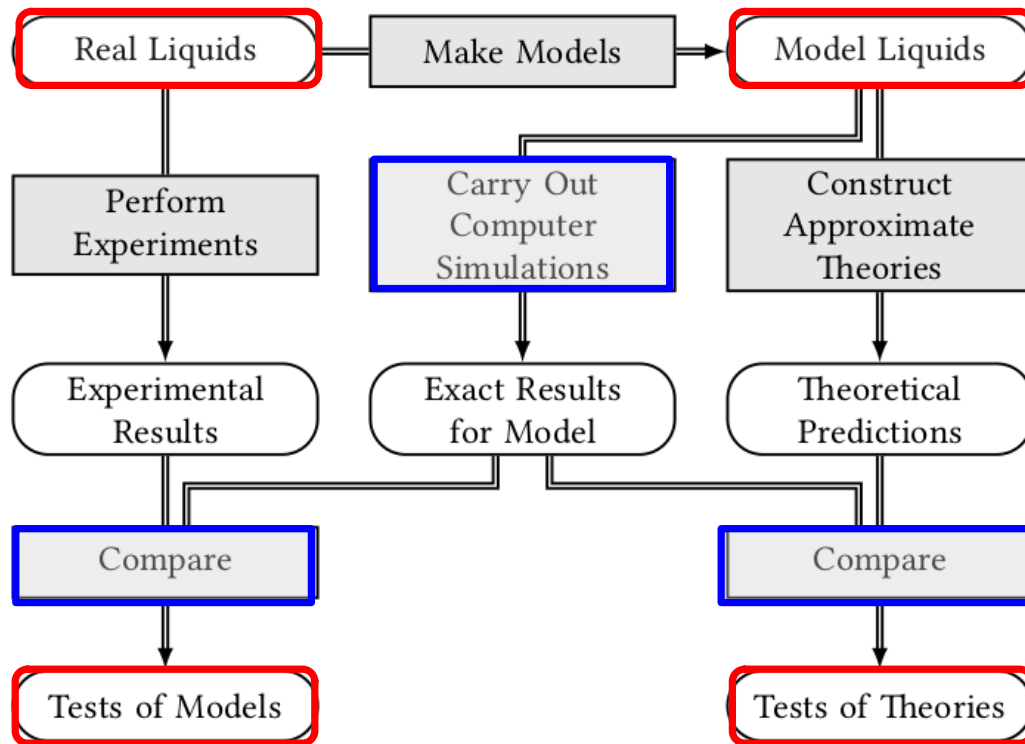 Real Liquids
Make Models
Model Liquids
Perform
Experiments
Carry Out
Computer
Simulations
Construct
Approximate
Theories
Experimental
Results
Exact Results
for Model
Theoretical
Predictions
Compare
Compare
Tests of Models
Tests of Theories